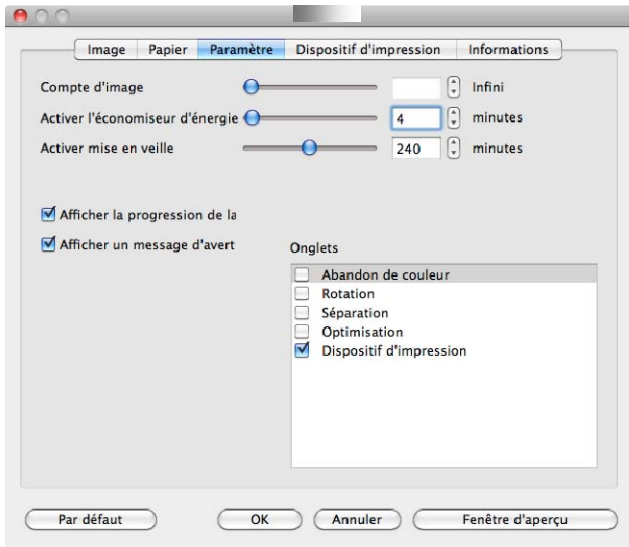 Image Papier Paramètre Dispositif d'impression Informations
Compte d'image Infini
Activer l'économiseur d'énergie 4 minutes
Activer mise en veille 240 minutes
Afficher la progression de la
Afficher un message d'avert
Onglets
Abandon de couleur
Rotation
Séparation
Optimisation
Dispositif d'impression
Par défaut OK Annuler Fenêtre d'aperçu